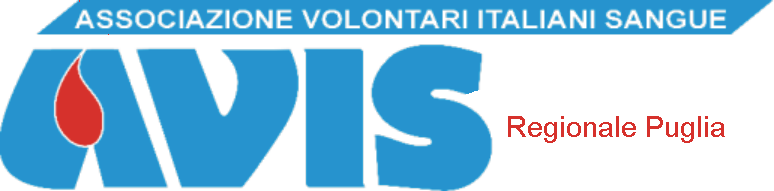 ASSOCIAZIONE VOLONTARI ITALIANI SANGUE
AVIS
Regionale Puglia